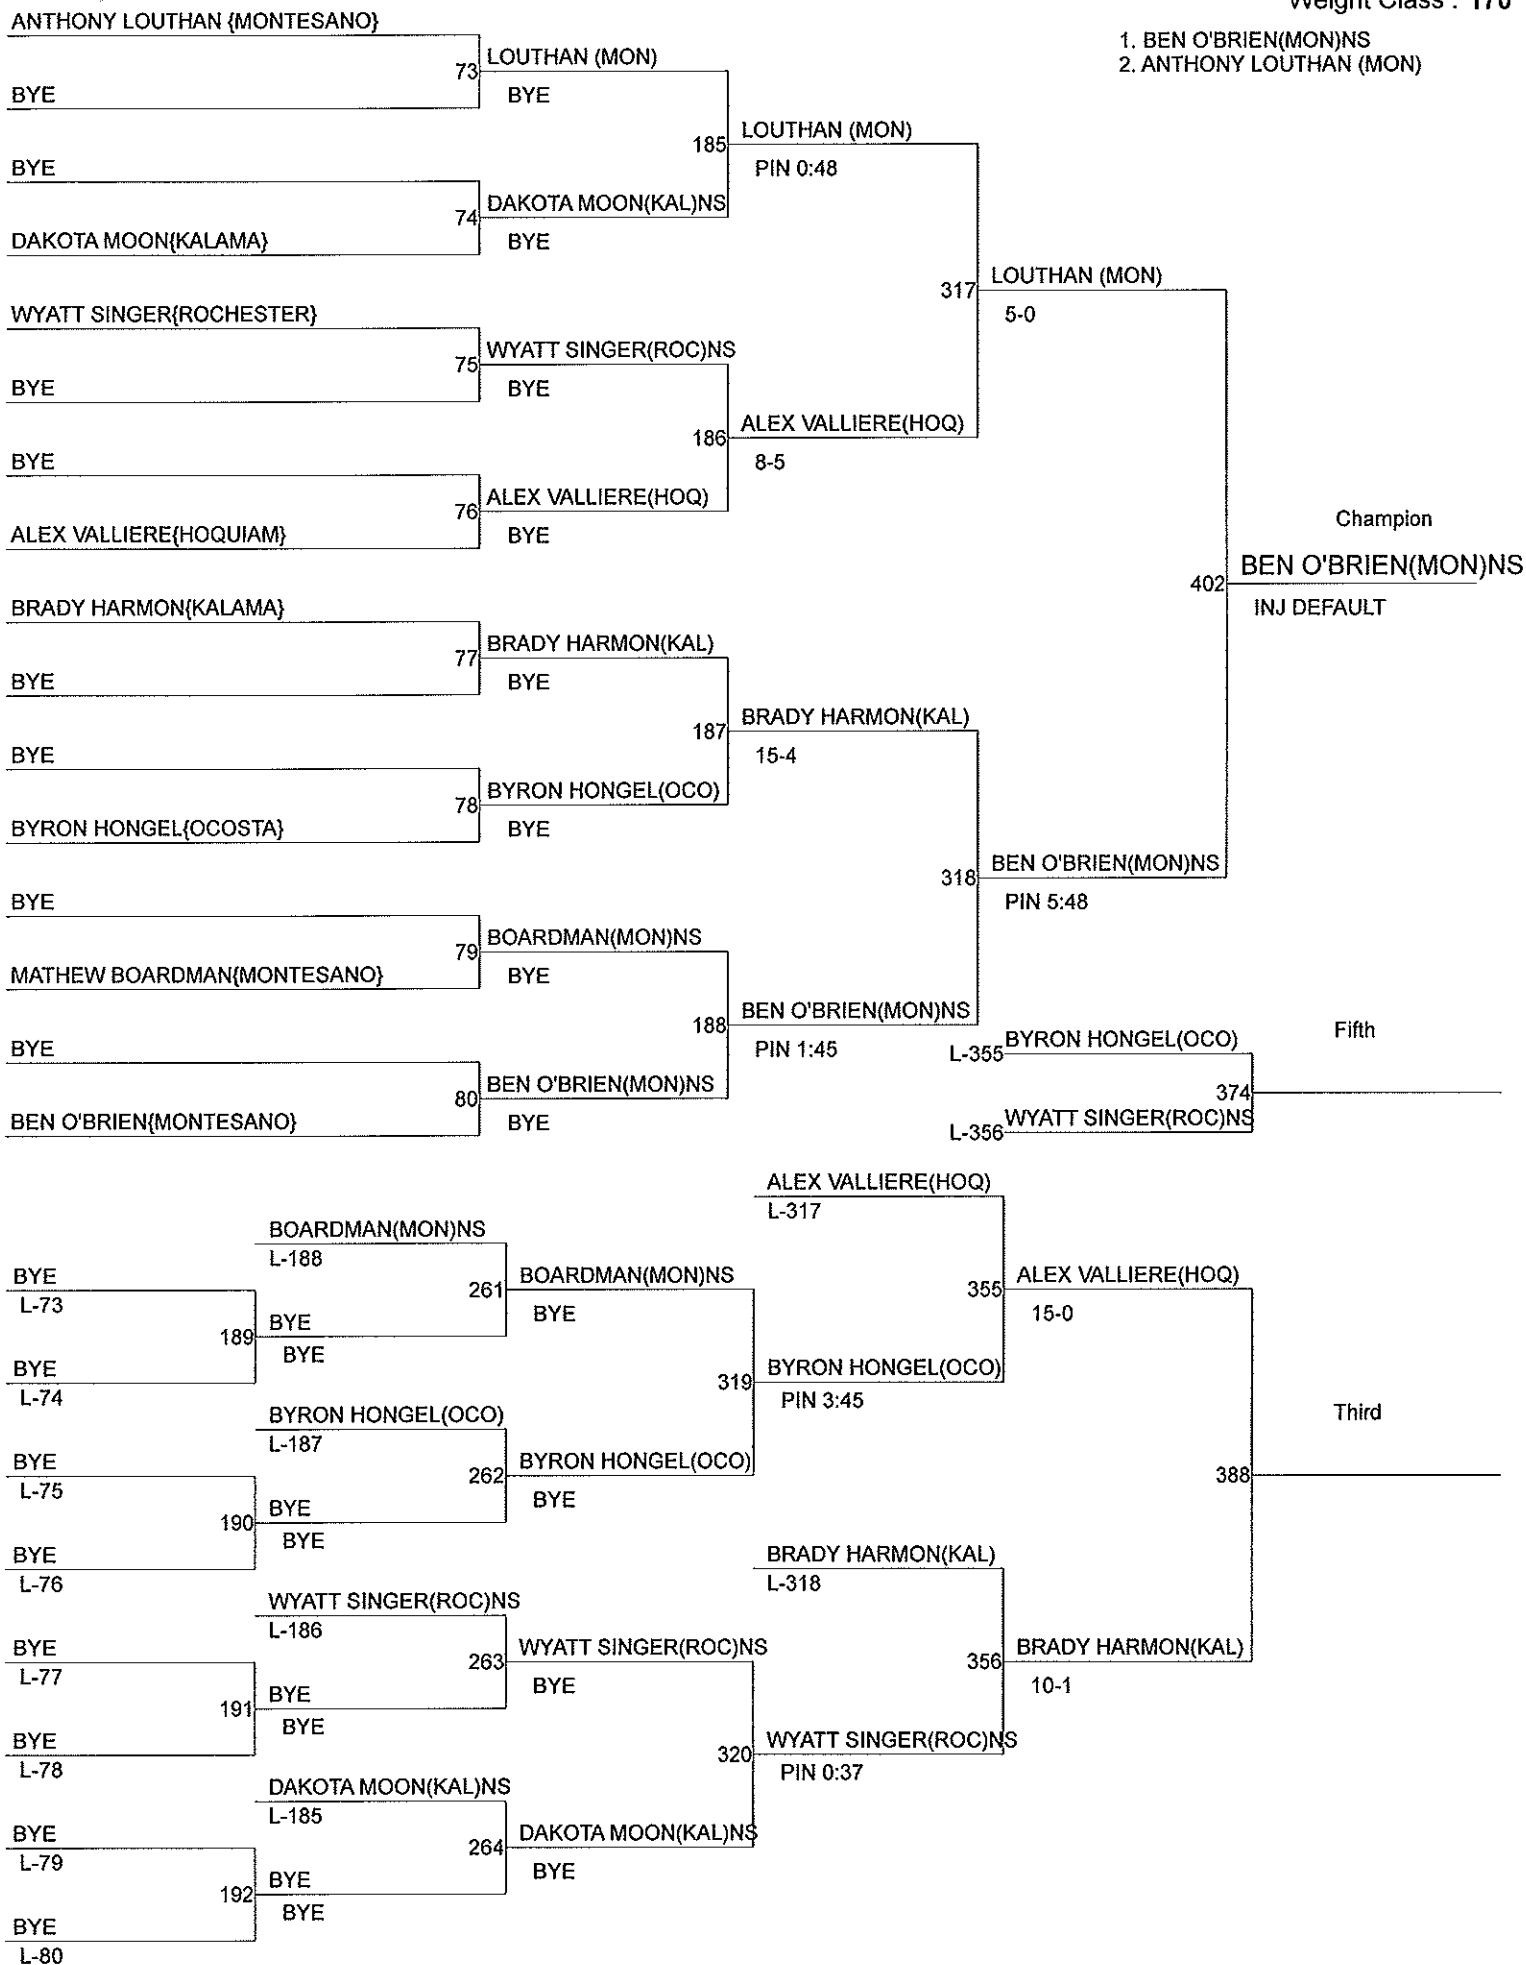 Weight Class : 170
1. BEN O'BRIEN(MON)NS
2. ANTHONY LOUTHAN (MON)
ANTHONY LOUTHAN {MONTESANO}
73
LOUTHAN (MON)
BYE
BYE
185
LOUTHAN (MON)
PIN 0:48
BYE
74
DAKOTA MOON(KAL)NS
BYE
DAKOTA MOON{KALAMA}
317
LOUTHAN (MON)
5-0
WYATT SINGER{ROCHESTER}
75
WYATT SINGER(ROC)NS
BYE
BYE
186
ALEX VALLIERE(HOQ)
8-5
BYE
76
ALEX VALLIERE(HOQ)
BYE
ALEX VALLIERE{HOQUIAM}
Champion
402
BEN O'BRIEN(MON)NS
INJ DEFAULT
BRADY HARMON{KALAMA}
77
BRADY HARMON(KAL)
BYE
BYE
187
BRADY HARMON(KAL)
15-4
BYE
78
BYRON HONGEL(OCO)
BYE
BYRON HONGEL{OCOSTA}
318
BEN O'BRIEN(MON)NS
PIN 5:48
BYE
79
BOARDMAN(MON)NS
BYE
MATHEW BOARDMAN{MONTESANO}
188
BEN O'BRIEN(MON)NS
PIN 1:45
BYE
80
BEN O'BRIEN(MON)NS
BYE
BEN O'BRIEN{MONTESANO}
Fifth
L-355
BYRON HONGEL(OCO)
374
L-356
WYATT SINGER(ROC)NS
ALEX VALLIERE(HOQ)
L-317
BOARDMAN(MON)NS
L-188
BYE
L-73
261
BOARDMAN(MON)NS
BYE
355
ALEX VALLIERE(HOQ)
15-0
189
BYE
BYE
BYE
L-74
319
BYRON HONGEL(OCO)
PIN 3:45
BYRON HONGEL(OCO)
L-187
Third
BYE
L-75
262
BYRON HONGEL(OCO)
BYE
388
190
BYE
BYE
BYE
L-76
BRADY HARMON(KAL)
L-318
WYATT SINGER(ROC)NS
L-186
BYE
L-77
263
WYATT SINGER(ROC)NS
BYE
356
BRADY HARMON(KAL)
10-1
191
BYE
BYE
BYE
L-78
320
WYATT SINGER(ROC)NS
PIN 0:37
DAKOTA MOON(KAL)NS
L-185
BYE
L-79
264
DAKOTA MOON(KAL)NS
BYE
192
BYE
BYE
BYE
L-80